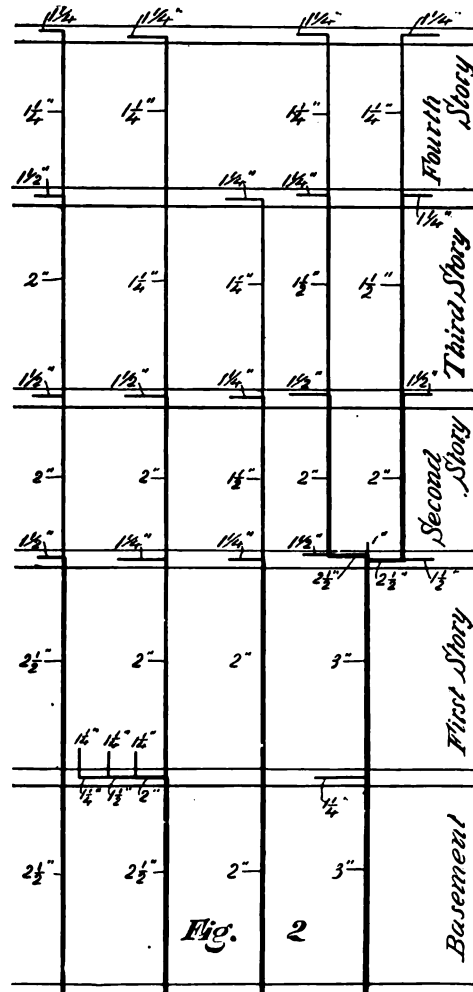 1¼ 1¼" 1¼" 1¼"
1¼" 1¼" 1¼" 1¼" Fourth Story
1½" 1¼" 1¼" 1¼"
2" 1¼" 1¼" 1½" 1½" Third Story
1½" 1½" 1¼" 1½" 1½"
2" 2" 1½" 2" 2" Second Story
1½" 1¼" 1¼" 1½" 1"
2½" 2½" 1½"
2½" 2" 2" 3" First Story
1¼" 1¼" 1¼"
1¼" 1½" 2" 1¼"
2½" 2½" 2" 3" Basement
Fig. 2